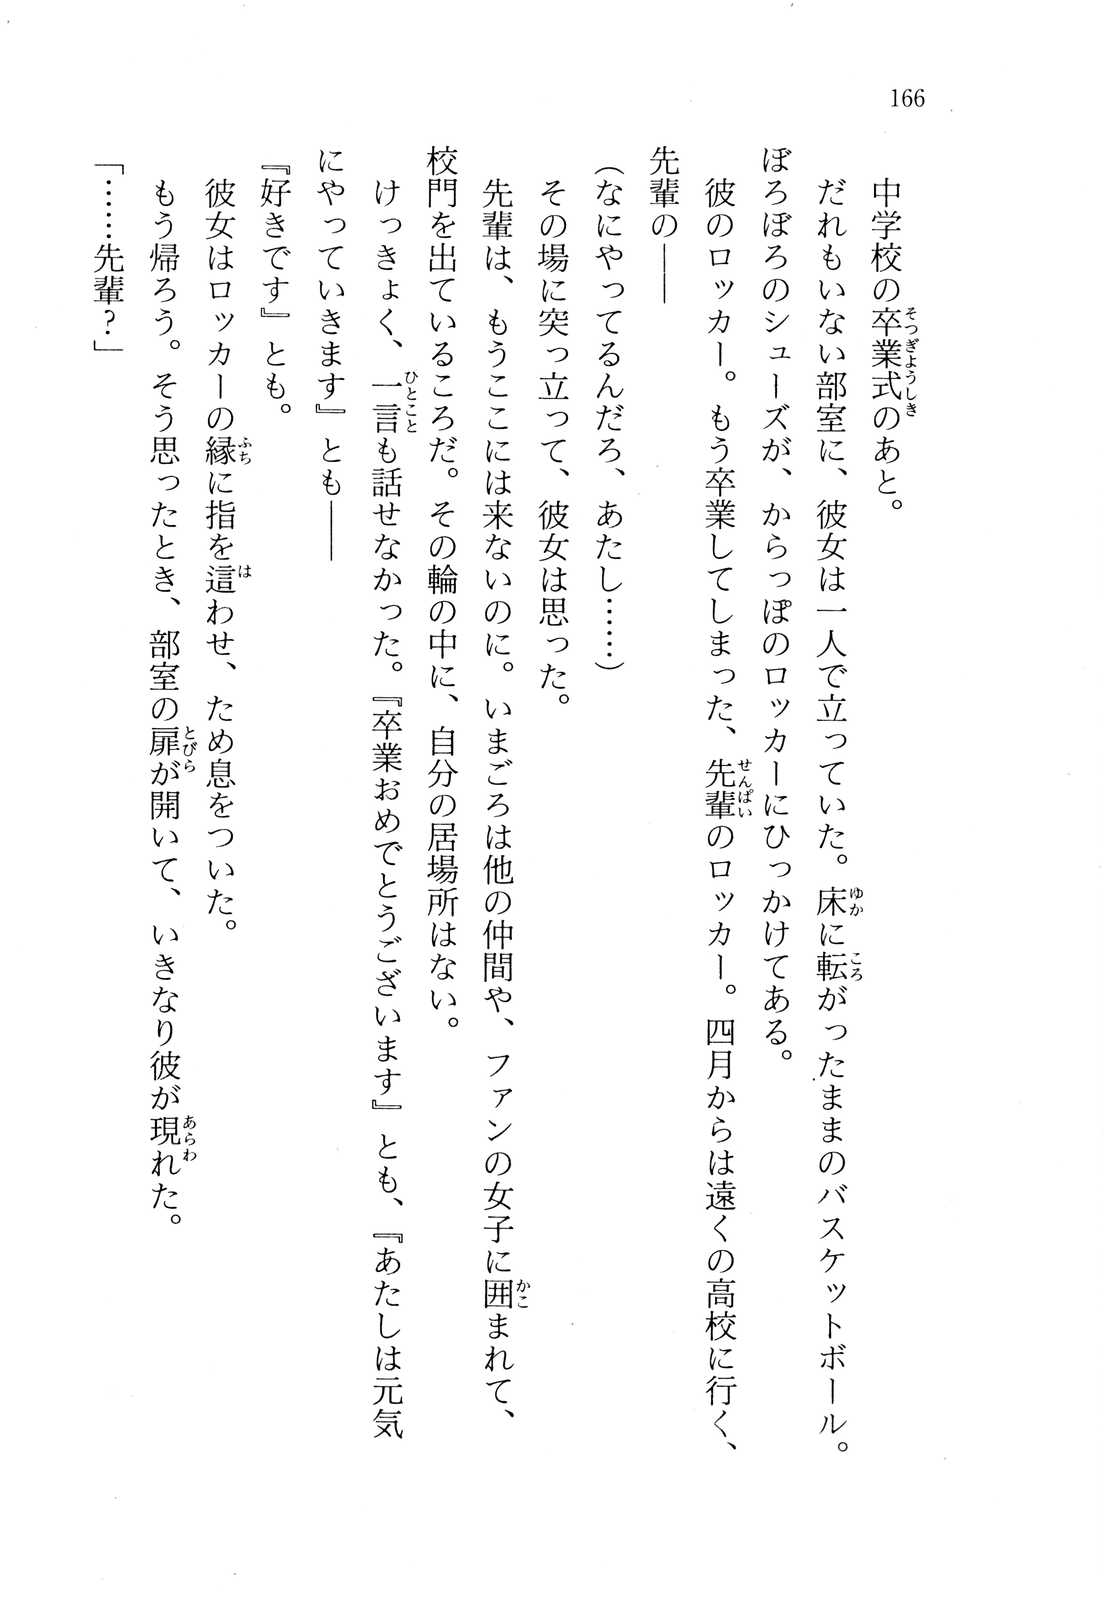 166
中学校の卒業式のあと。
だれもいない部室に、彼女は一人で立っていた。床に転がったままのバスケットボール。
ぼろぼろのシューズが、からっぽのロッカーにひっかけてある。
彼のロッカー。もう卒業してしまった、先輩のロッカー。四月からは遠くの高校に行く、
先輩の――
（なにやってるんだろ、あたし……）
その場に突っ立って、彼女は思った。
先輩は、もうここには来ないのに。いまごろは他の仲間や、ファンの女子に囲まれて、
校門を出ているころだ。その輪の中に、自分の居場所はない。
けっきょく、一言も話せなかった。『卒業おめでとうございます』とも、『あたしは元気
にやっていきます』とも――
『好きです』とも。
彼女はロッカーの縁に指を這わせ、ため息をついた。
もう帰ろう。そう思ったとき、部室の扉が開いて、いきなり彼が現れた。
「……先輩？」